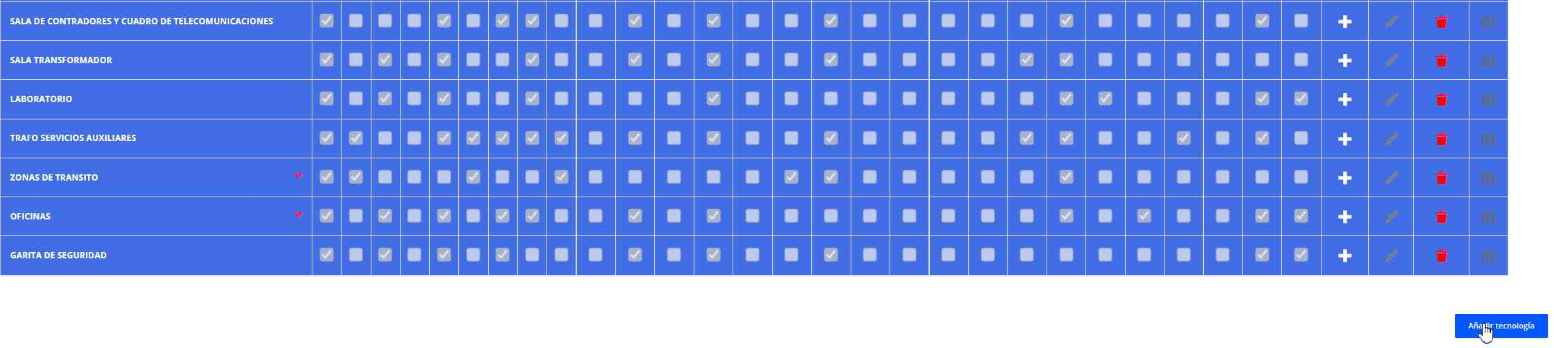 SALA DE CONTRADORES Y CUADRO DE TELECOMUNICACIONES
SALA TRANSFORMADOR
LABORATORIO
TRAFO SERVICIOS AUXILIARES
ZONAS DE TRANSITO
OFICINAS
GARITA DE SEGURIDAD
Añadir tecnología